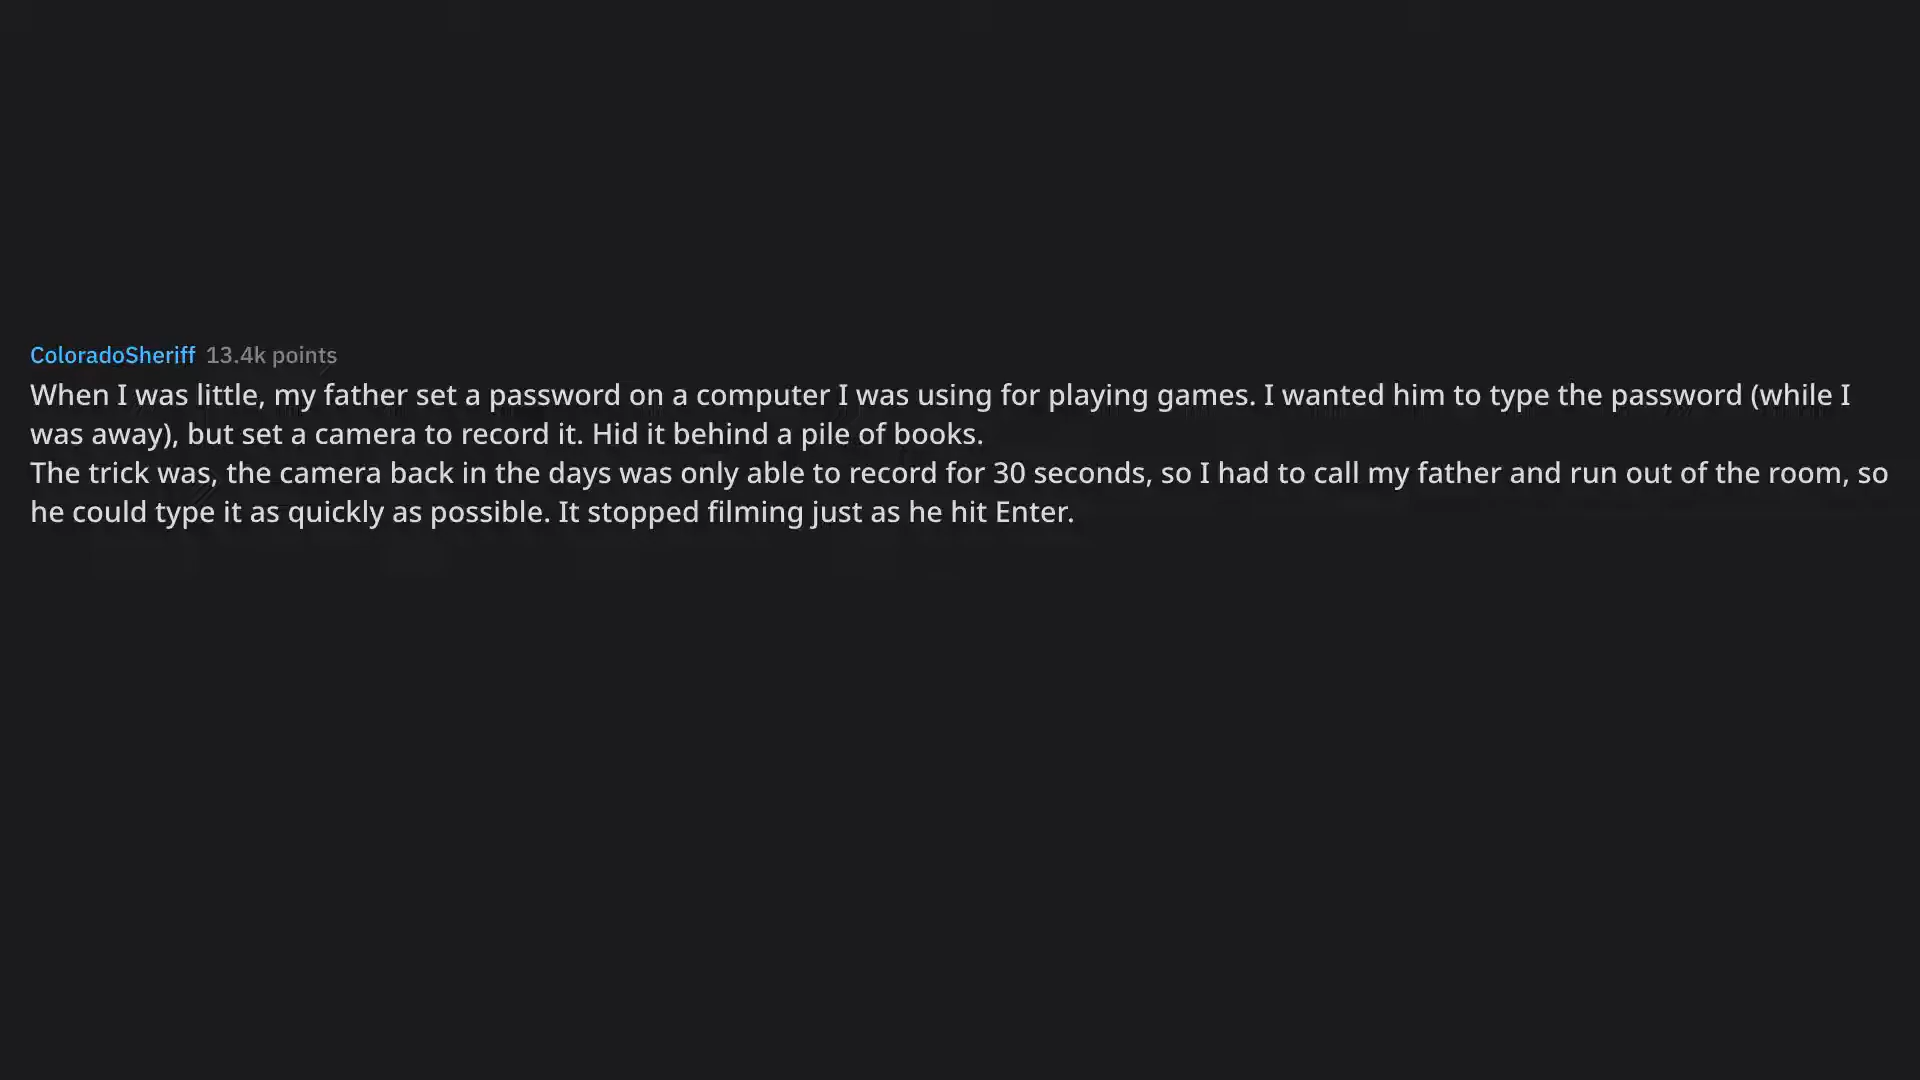 ColoradoSheriff 13.4k points
When I was little, my father set a password on a computer I was using for playing games. I wanted him to type the password (while I
was away), but set a camera to record it. Hid it behind a pile of books.
The trick was, the camera back in the days was only able to record for 30 seconds, so I had to call my father and run out of the room, so
he could type it as quickly as possible. It stopped filming just as he hit Enter.